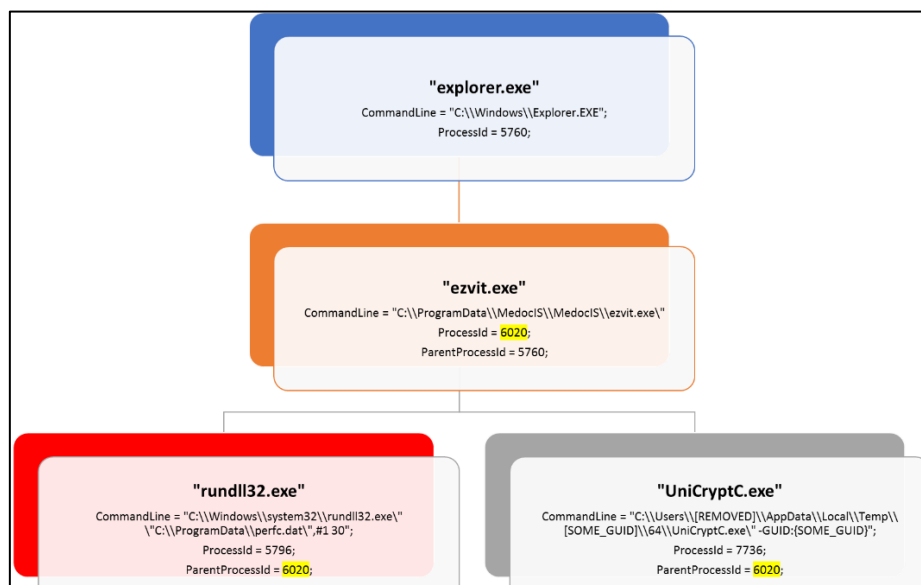 "explorer.exe"
CommandLine = "C:\\Windows\\Explorer.EXE";
ProcessId = 5760;
"ezvit.exe"
CommandLine = "C:\\ProgramData\\MedocIS\\MedocIS\\ezvit.exe\"
ProcessId = 6020;
ParentProcessId = 5760;
"rundll32.exe"
CommandLine = "C:\\Windows\\system32\\rundll32.exe\"
\"C:\\ProgramData\\perfc.dat\",#1 30";
ProcessId = 5796;
ParentProcessId = 6020;
"UniCryptC.exe"
CommandLine = "C:\\Users\\[REMOVED]\\AppData\\Local\\Temp\\
[SOME_GUID]\\64\\UniCryptC.exe\" -GUID:{SOME_GUID}";
ProcessId = 7736;
ParentProcessId = 6020;